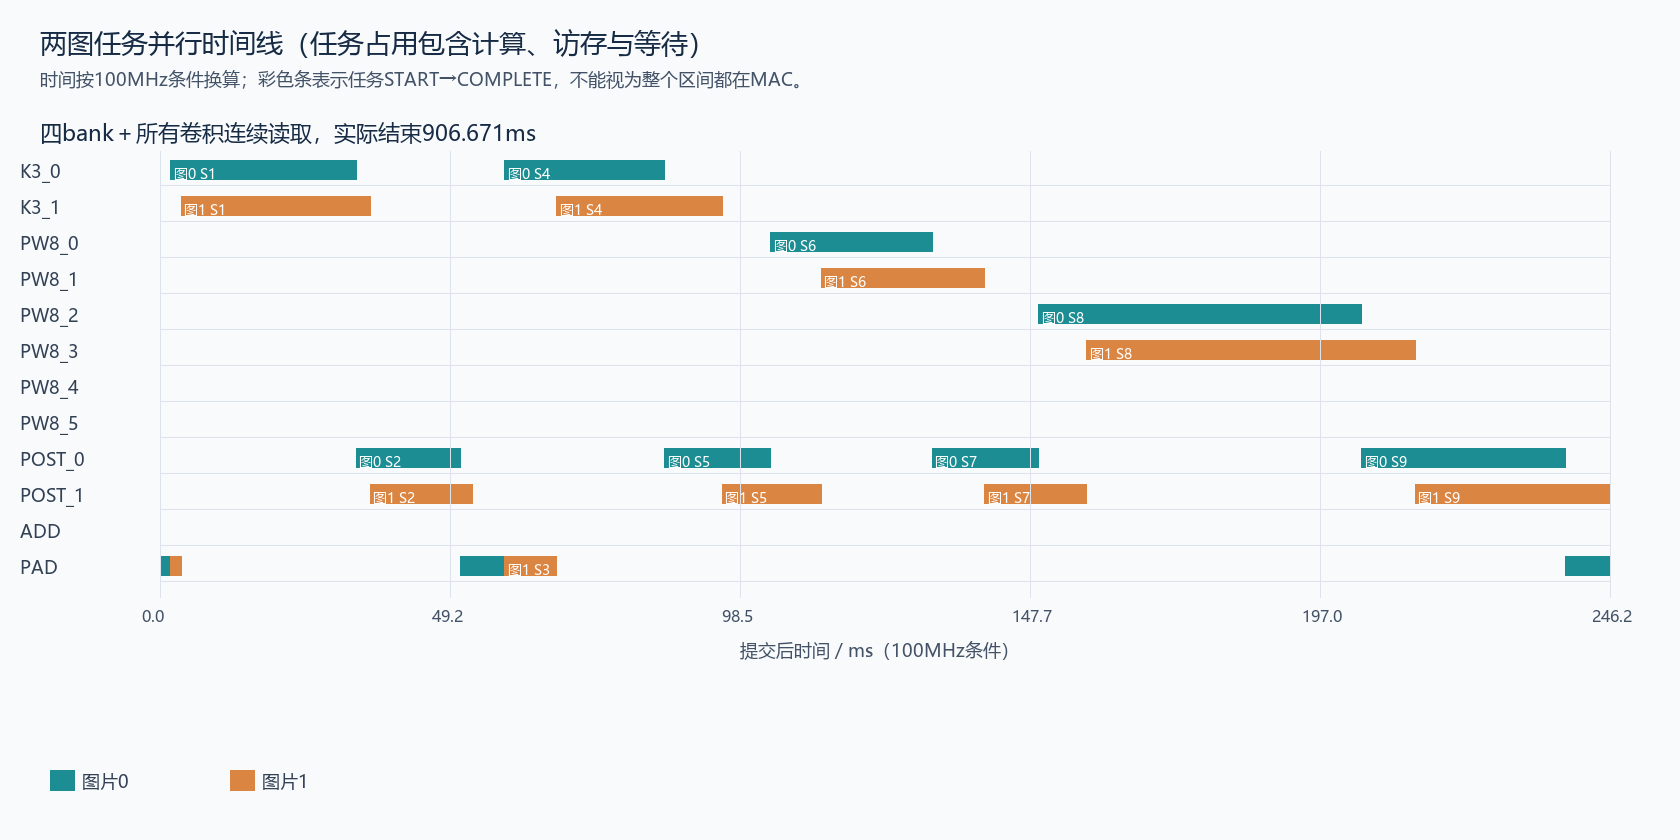 两图任务并行时间线（任务占用包含计算、访存与等待）
时间按100MHz条件换算；彩色条表示任务START→COMPLETE，不能视为整个区间都在MAC。
四bank＋所有卷积连续读取，实际结束906.671ms
K3_0 图0 S1 图0 S4
K3_1 图1 S1 图1 S4
PW8_0 图0 S6
PW8_1 图1 S6
PW8_2 图0 S8
PW8_3 图1 S8
PW8_4
PW8_5
POST_0 图0 S2 图0 S5 图0 S7 图0 S9
POST_1 图1 S2 图1 S5 图1 S7 图1 S9
ADD
PAD 图1 S3
0.0 49.2 98.5 147.7 197.0 246.2
提交后时间 / ms（100MHz条件）
图片0 图片1